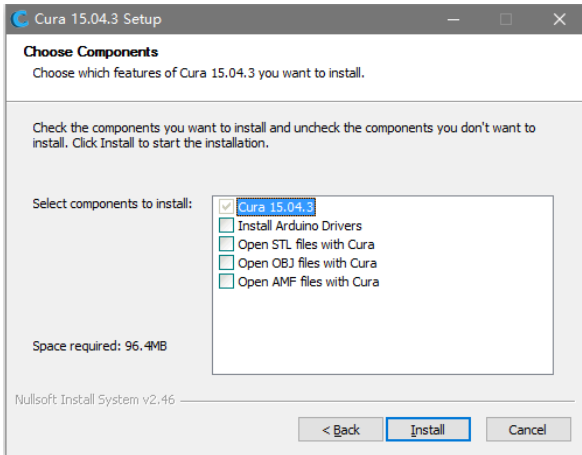 Cura 15.04.3 Setup
Choose Components
Choose which features of Cura 15.04.3 you want to install.
Check the components you want to install and uncheck the components you don't want to
install. Click Install to start the installation.
Select components to install:
Cura 15.04.3
Install Arduino Drivers
Open STL files with Cura
Open OBJ files with Cura
Open AMF files with Cura
Space required: 96.4MB
Nullsoft Install System v2.46
< Back
Install
Cancel